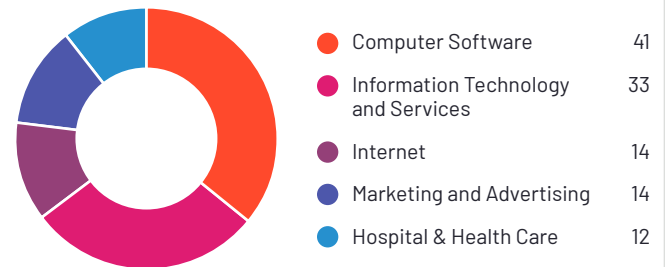 Computer Software 41
Information Technology 33
and Services
Internet 14
Marketing and Advertising 14
Hospital & Health Care 12